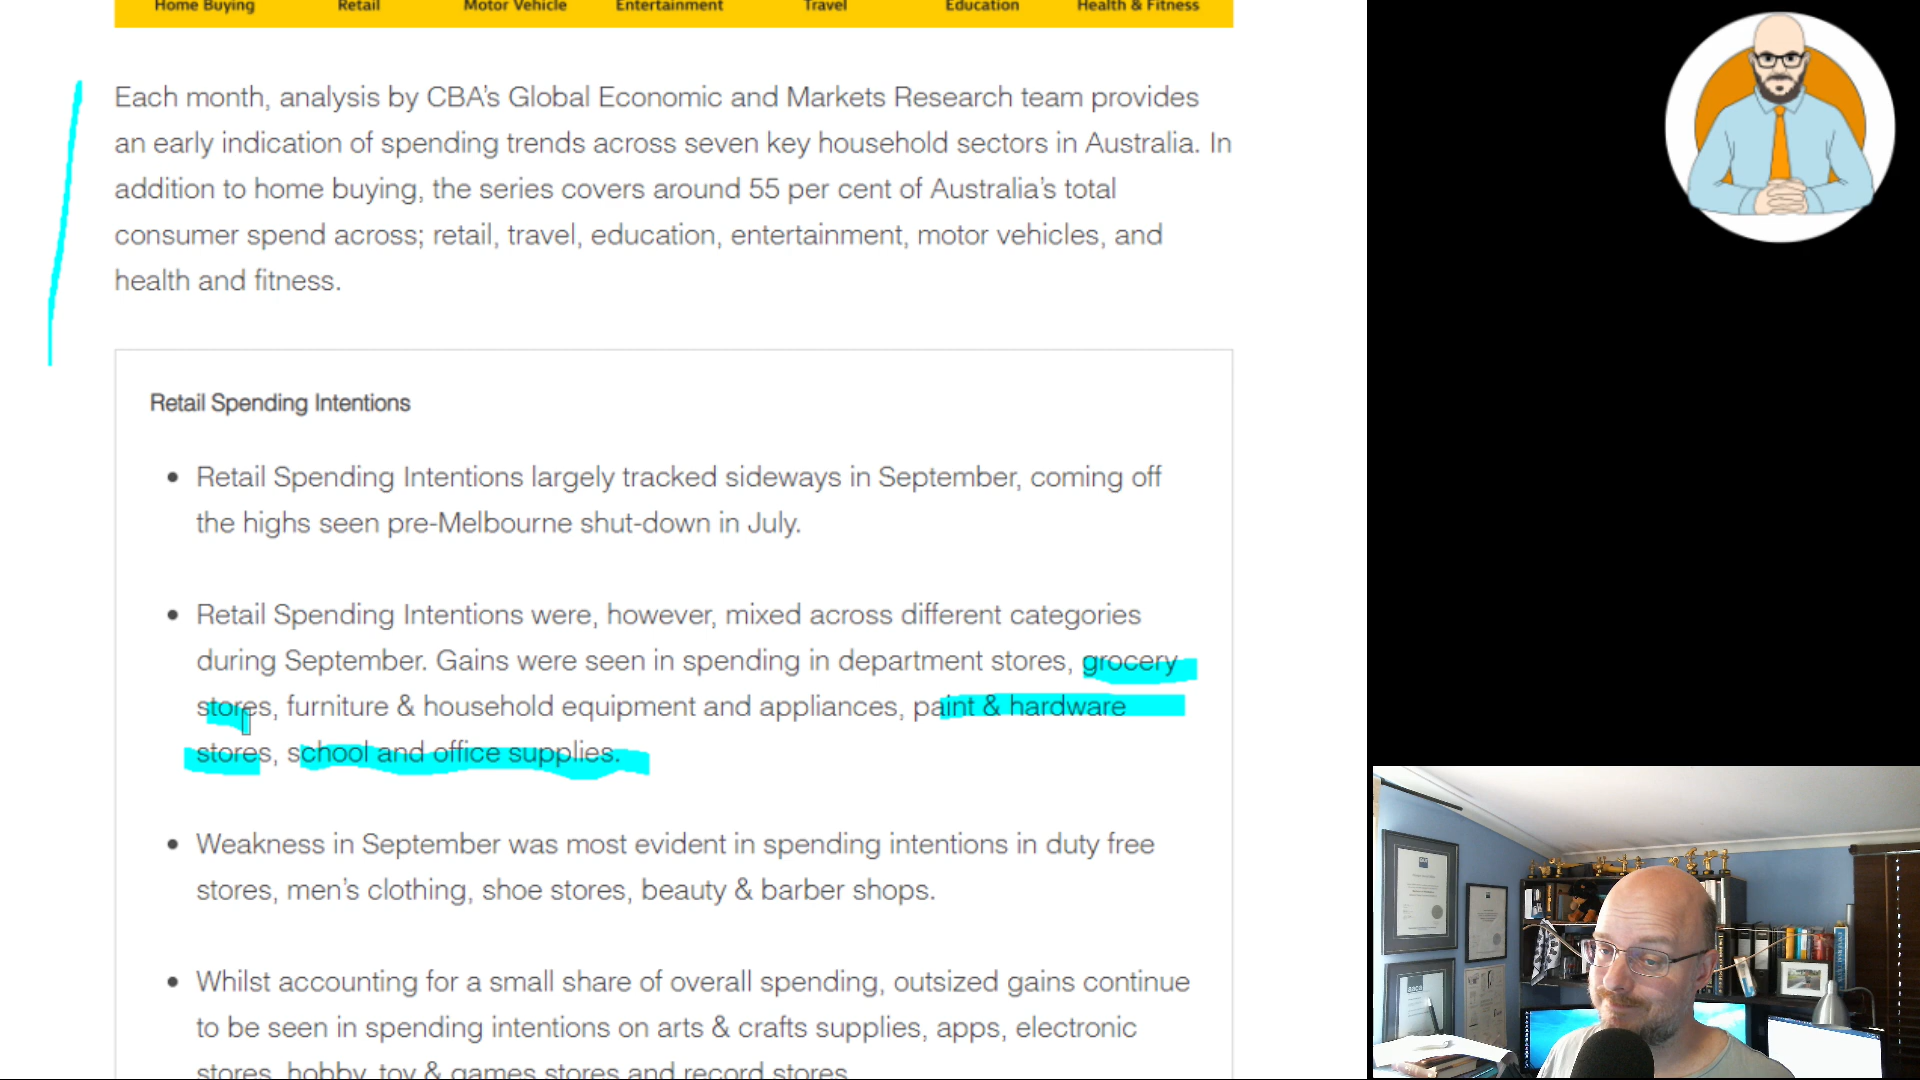 Home Buying Retail Motor Vehicle Entertainment Travel Education Health & Fitness
Each month, analysis by CBA's Global Economic and Markets Research team provides
an early indication of spending trends across seven key household sectors in Australia. In
addition to home buying, the series covers around 55 per cent of Australia's total
consumer spend across; retail, travel, education, entertainment, motor vehicles, and
health and fitness.
Retail Spending Intentions
• Retail Spending Intentions largely tracked sideways in September, coming off
the highs seen pre-Melbourne shut-down in July.
• Retail Spending Intentions were, however, mixed across different categories
during September. Gains were seen in spending in department stores, grocery
stores, furniture & household equipment and appliances, paint & hardware
stores, school and office supplies.
• Weakness in September was most evident in spending intentions in duty free
stores, men's clothing, shoe stores, beauty & barber shops.
• Whilst accounting for a small share of overall spending, outsized gains continue
to be seen in spending intentions on arts & crafts supplies, apps, electronic
stores, hobby, toy & games stores and record stores.